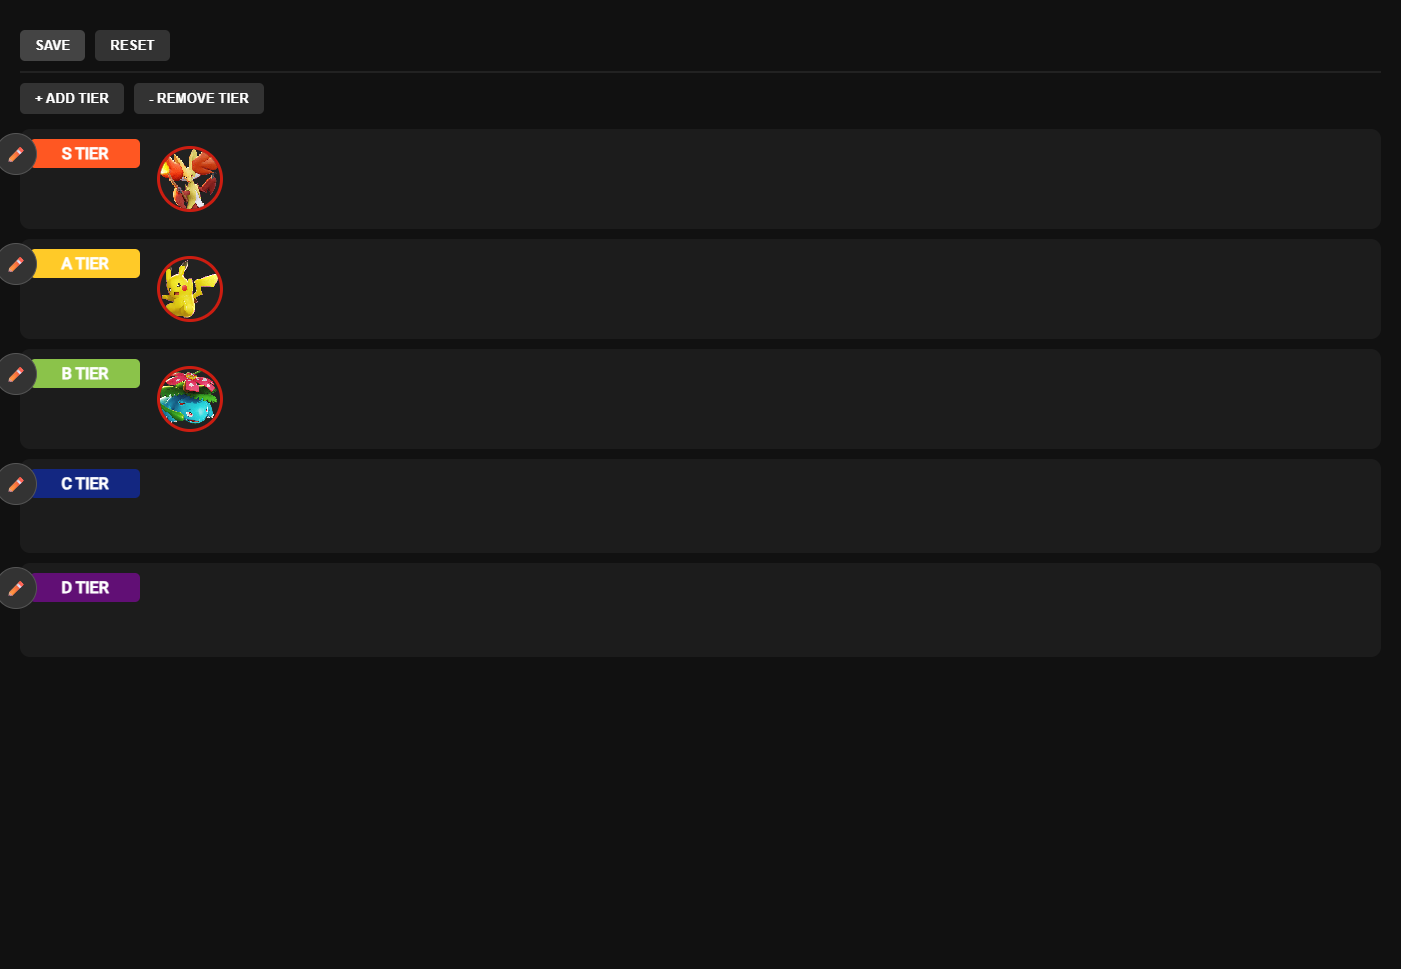 SAVE RESET
+ ADD TIER - REMOVE TIER
S TIER
A TIER
B TIER
C TIER
D TIER